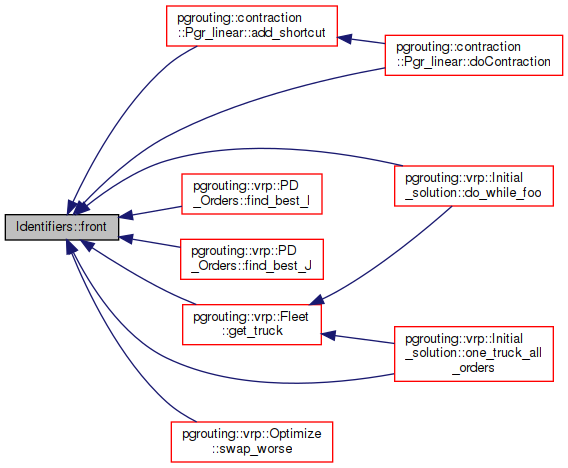 pgrouting::contraction
::Pgr_linear::add_shortcut
pgrouting::contraction
::Pgr_linear::doContraction
pgrouting::vrp::Initial
_solution::do_while_foo
pgrouting::vrp::PD
_Orders::find_best_I
Identifiers::front
pgrouting::vrp::PD
_Orders::find_best_J
pgrouting::vrp::Fleet
::get_truck
pgrouting::vrp::Initial
_solution::one_truck_all
_orders
pgrouting::vrp::Optimize
::swap_worse